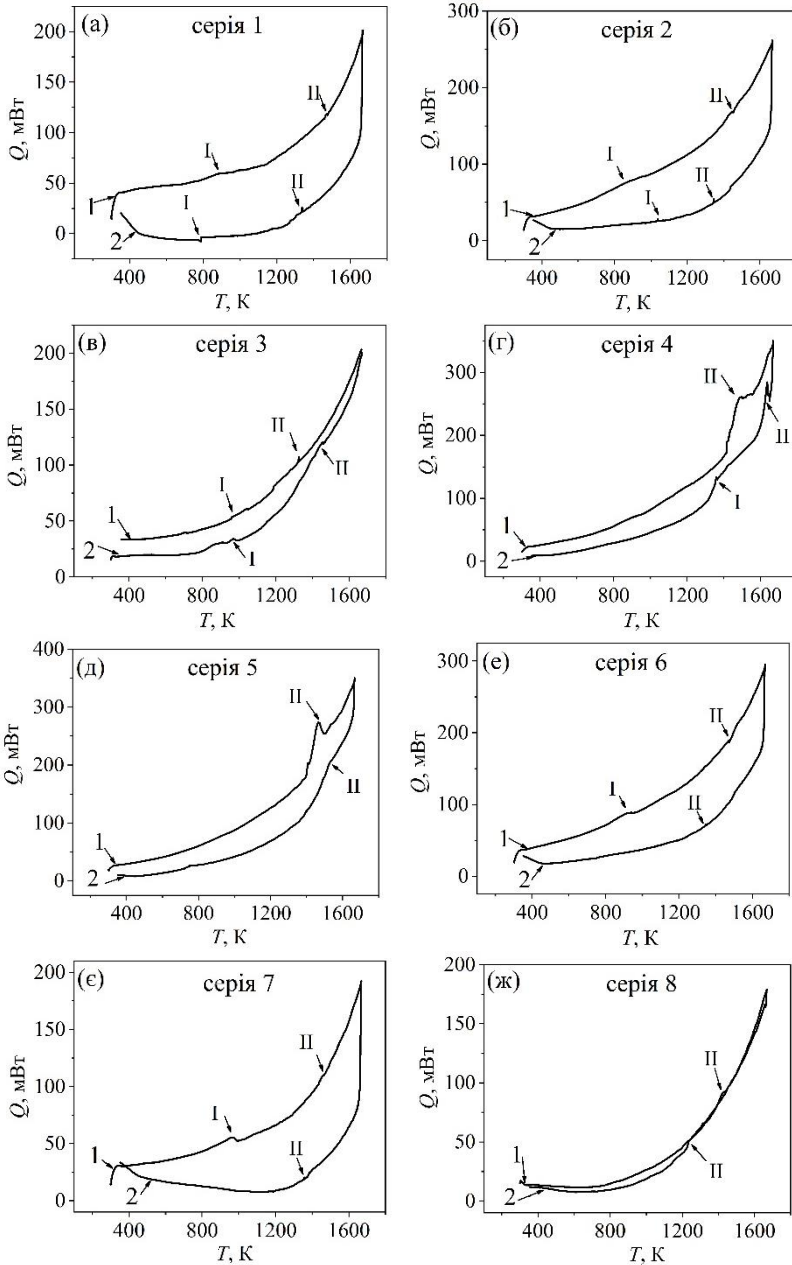 (а) серія 1
200
150
100
50
0
Q, мВт
I
II
1
2
I
II
400 800 1200 1600
T, К
(б) серія 2
300
200
100
0
Q, мВт
I
II
1
2
I
II
400 800 1200 1600
T, К
(в) серія 3
200
150
100
50
0
Q, мВт
I
II
1
2
I
II
400 800 1200 1600
T, К
(г) серія 4
300
200
100
0
Q, мВт
II
II
1
2
I
400 800 1200 1600
T, К
(д) серія 5
400
300
200
100
0
Q, мВт
II
II
1
2
400 800 1200 1600
T, К
(е) серія 6
300
200
100
0
Q, мВт
I
II
1
2
II
400 800 1200 1600
T, К
(є) серія 7
200
150
100
50
0
Q, мВт
I
II
1
2
II
400 800 1200 1600
T, К
(ж) серія 8
200
150
100
50
0
Q, мВт
II
1
2
II
400 800 1200 1600
T, К